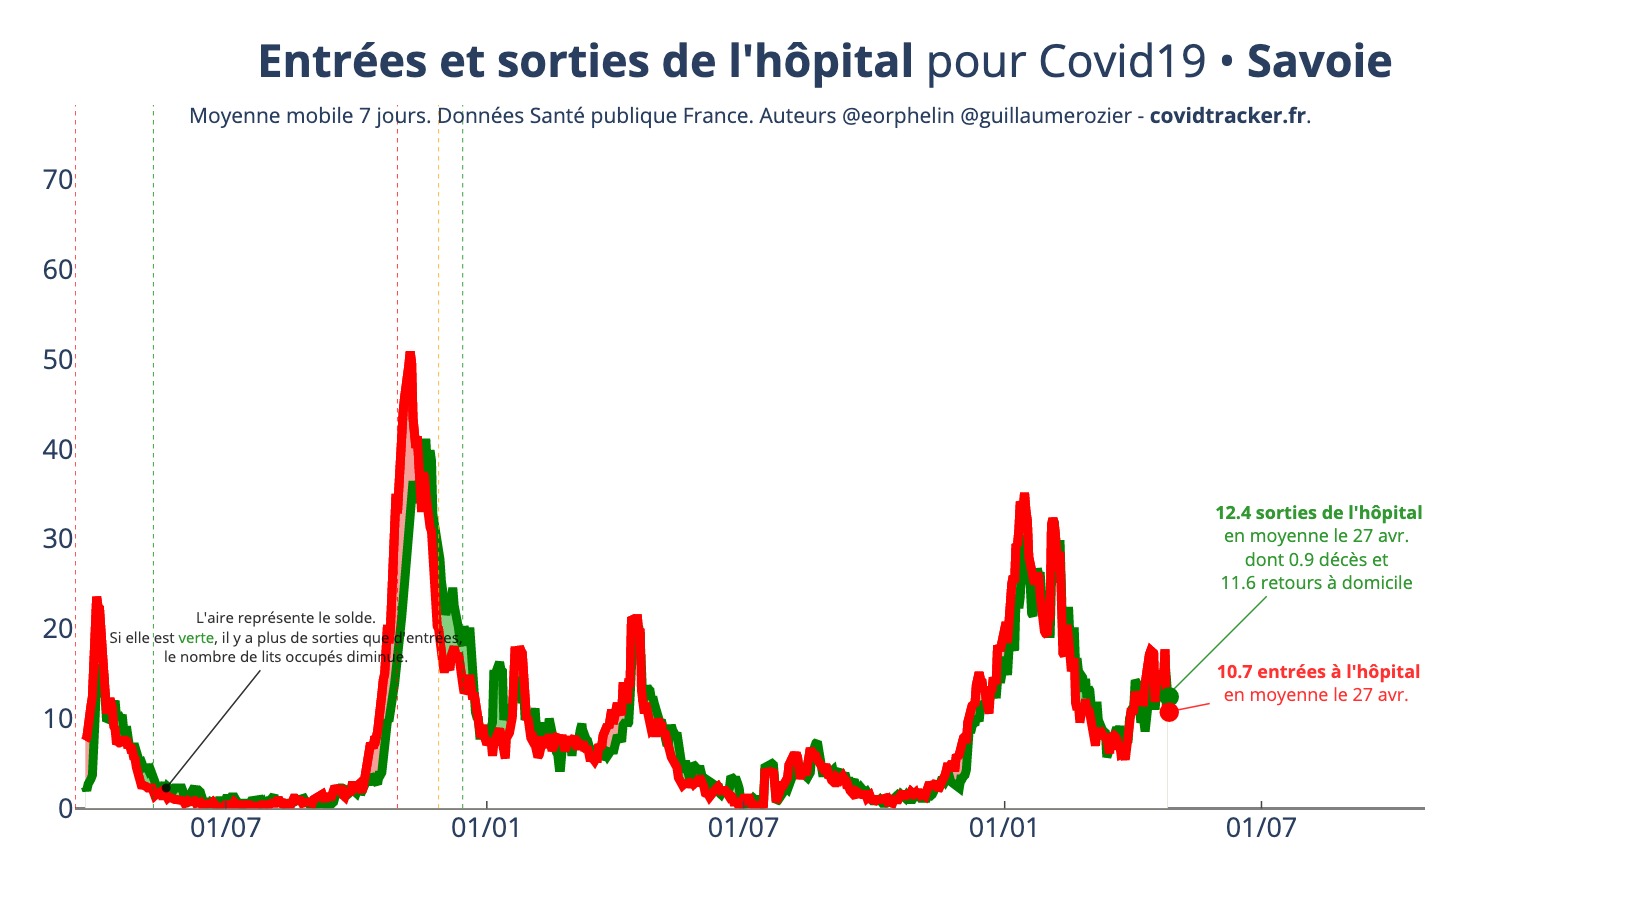 Entrées et sorties de l'hôpital pour Covid19 • Savoie
Moyenne mobile 7 jours. Données Santé publique France. Auteurs @eorphelin @guillaumerozier - covidtracker.fr.
70
60
50
40
30
20
10
0
L'aire représente le solde.
Si elle est verte, il y a plus de sorties que d'entrées,
le nombre de lits occupés diminue.
12.4 sorties de l'hôpital
en moyenne le 27 avr.
dont 0.9 décès et
11.6 retours à domicile
10.7 entrées à l'hôpital
en moyenne le 27 avr.
01/07
01/01
01/07
01/01
01/07